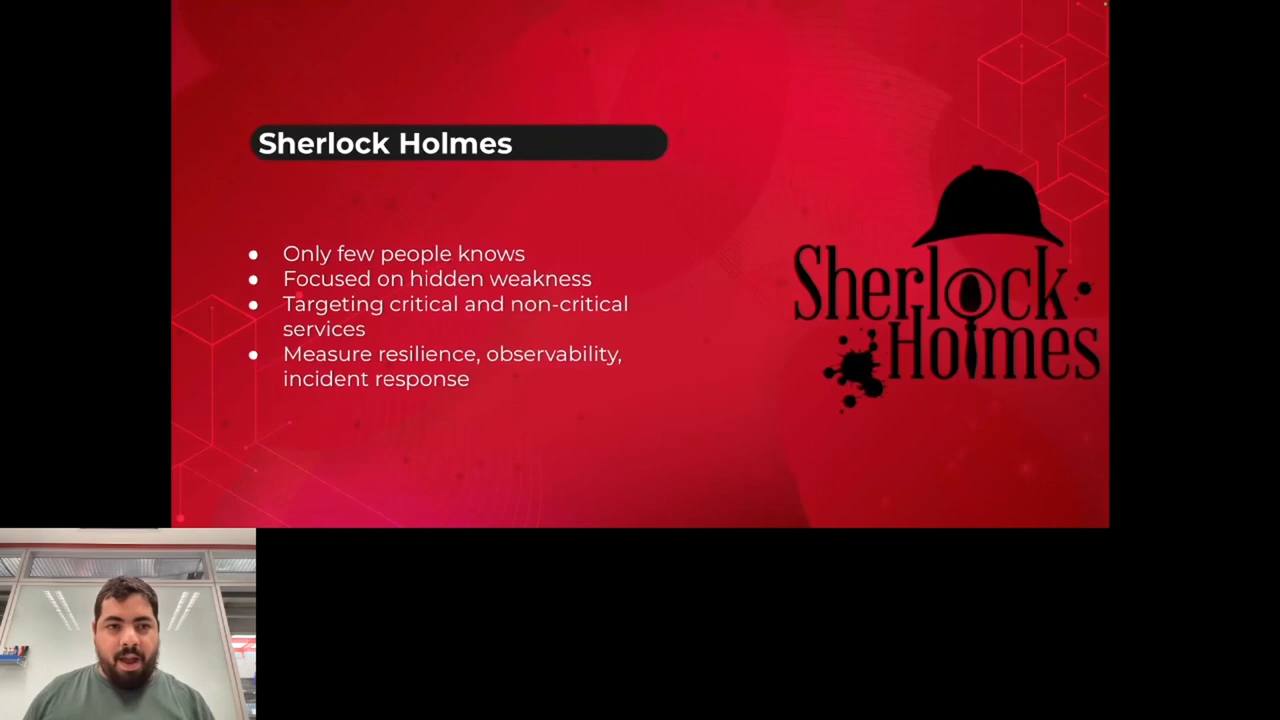 Sherlock Holmes
● Only few people knows
● Focused on hidden weakness
● Targeting critical and non-critical
services
● Measure resilience, observability,
incident response
Sherlock
Holmes